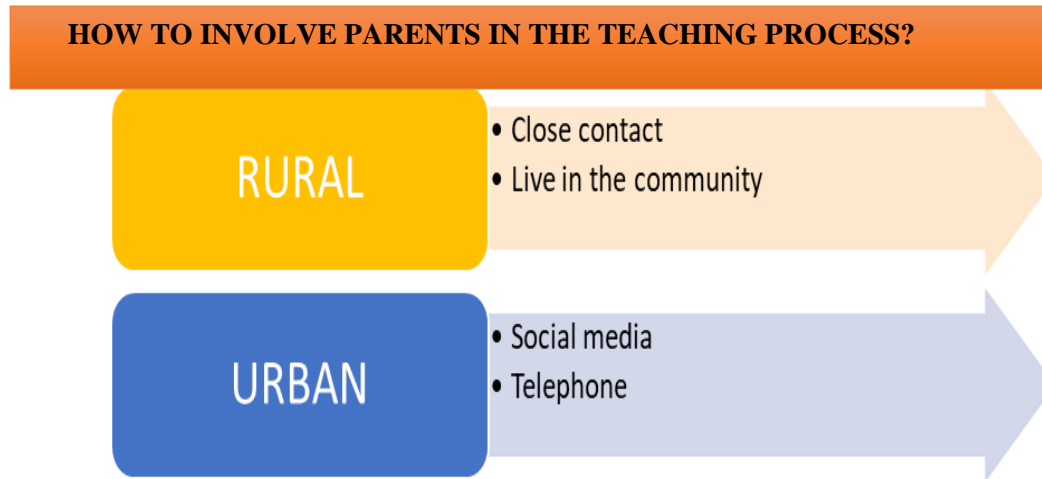 HOW TO INVOLVE PARENTS IN THE TEACHING PROCESS?
RURAL
• Close contact
• Live in the community
URBAN
• Social media
• Telephone